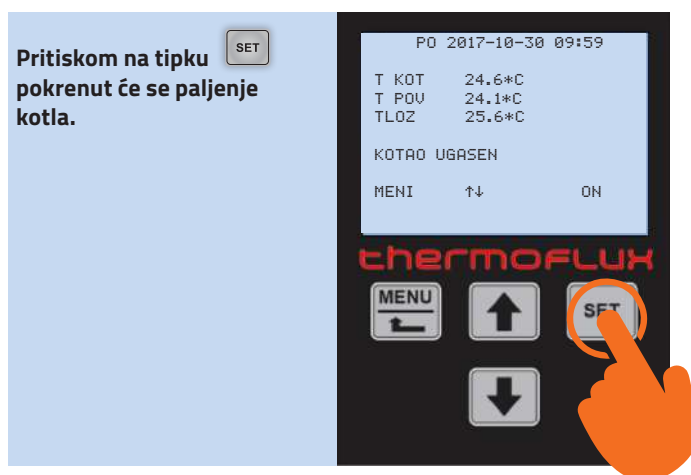 Pritiskom na tipku SET
pokrenut će se paljenje
kotla.
PO 2017-10-30 09:59
T KOT 24.6*C
T POV 24.1*C
TLOZ 25.6*C
KOTAO UGASEN
MENI ↑↓ ON
thermoflux
MENU
SET